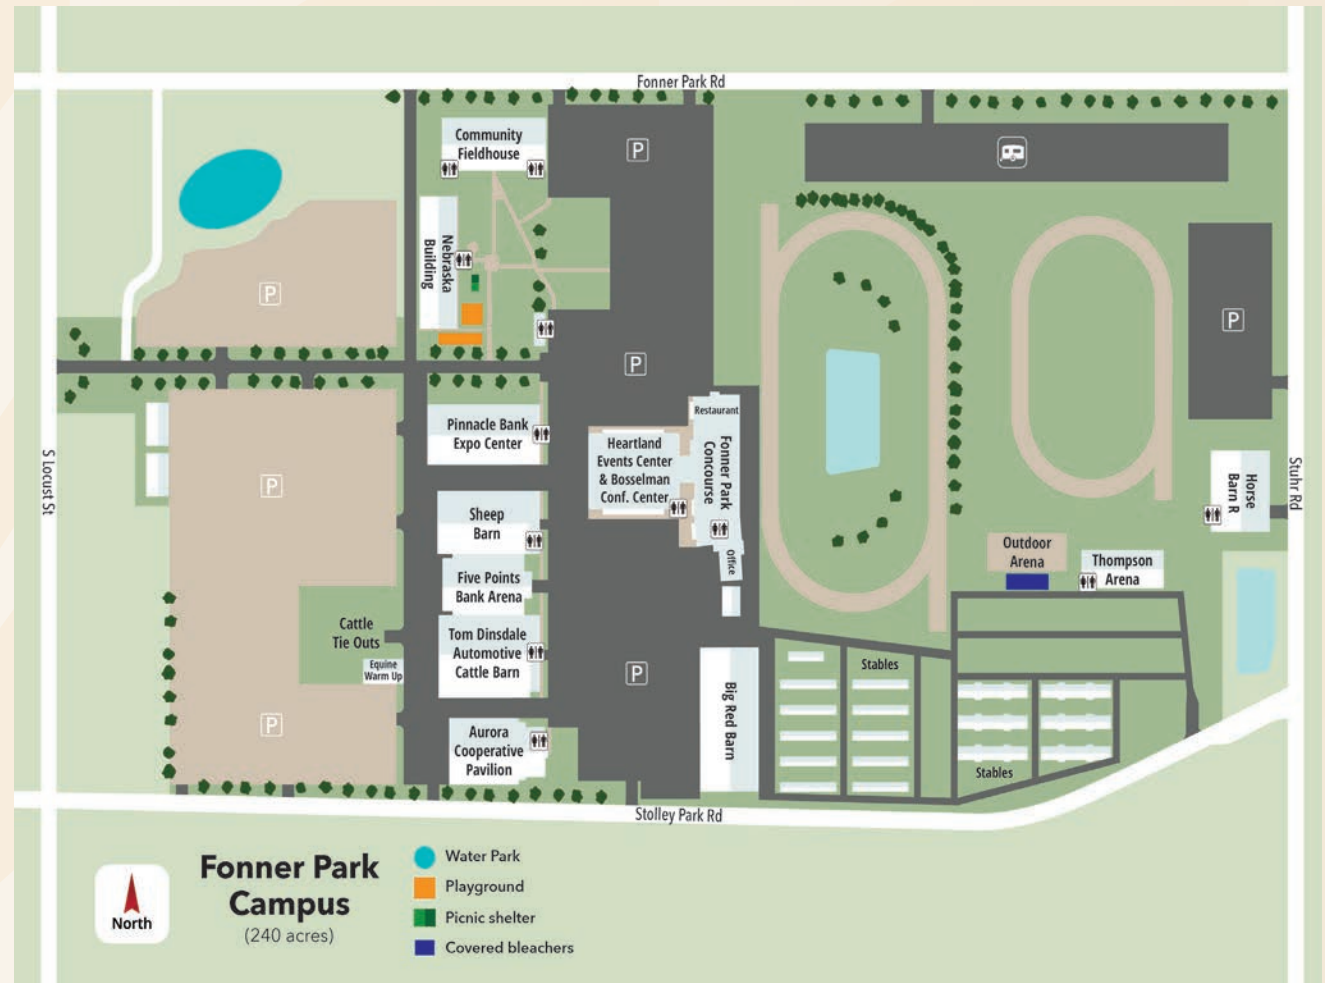 Fonner Park Rd
Community
Fieldhouse
P
Nebraska
Building
P
P
P
Restaurant
Pinnacle Bank
Expo Center
Heartland
Events Center
& Bosselman
Conf. Center
Fonner Park
Concourse
S Locust St
Stuhr Rd
Horse
Barn R
P
Sheep
Barn
Office
Outdoor
Arena
Thompson
Arena
Five Points
Bank Arena
Cattle
Tie Outs
Equine
Warm Up
Tom Dinsdale
Automotive
Cattle Barn
P
Stables
Big Red Barn
P
Aurora
Cooperative
Pavilion
Stables
Stolley Park Rd
North
Fonner Park
Campus
(240 acres)
Water Park
Playground
Picnic shelter
Covered bleachers